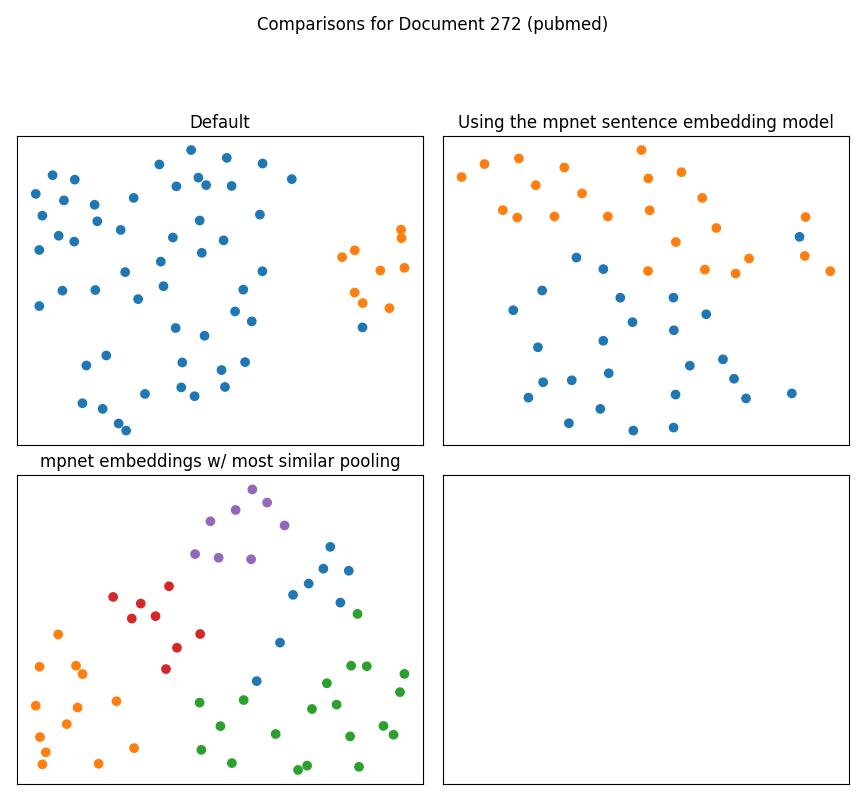 Comparisons for Document 272 (pubmed)
Default
Using the mpnet sentence embedding model
mpnet embeddings w/ most similar pooling